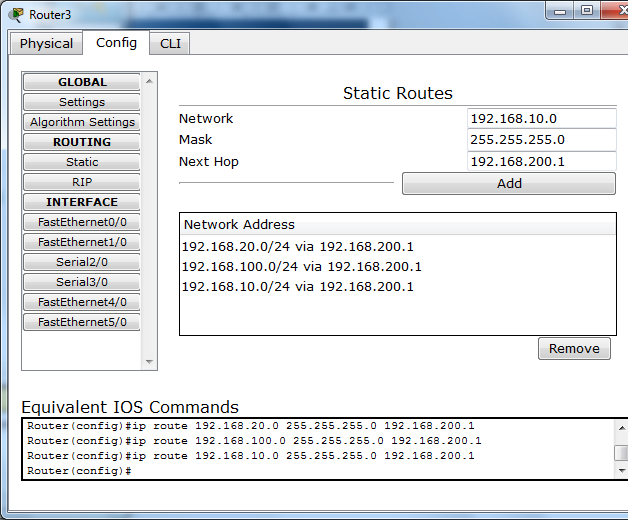 Router3
Physical Config CLI
GLOBAL
Settings
Algorithm Settings
ROUTING
Static
RIP
INTERFACE
FastEthernet0/0
FastEthernet1/0
Serial2/0
Serial3/0
FastEthernet4/0
FastEthernet5/0
Static Routes
Network 192.168.10.0
Mask 255.255.255.0
Next Hop 192.168.200.1
Add
Network Address
192.168.20.0/24 via 192.168.200.1
192.168.100.0/24 via 192.168.200.1
192.168.10.0/24 via 192.168.200.1
Remove
Equivalent IOS Commands
Router(config)#ip route 192.168.20.0 255.255.255.0 192.168.200.1
Router(config)#ip route 192.168.100.0 255.255.255.0 192.168.200.1
Router(config)#ip route 192.168.10.0 255.255.255.0 192.168.200.1
Router(config)#